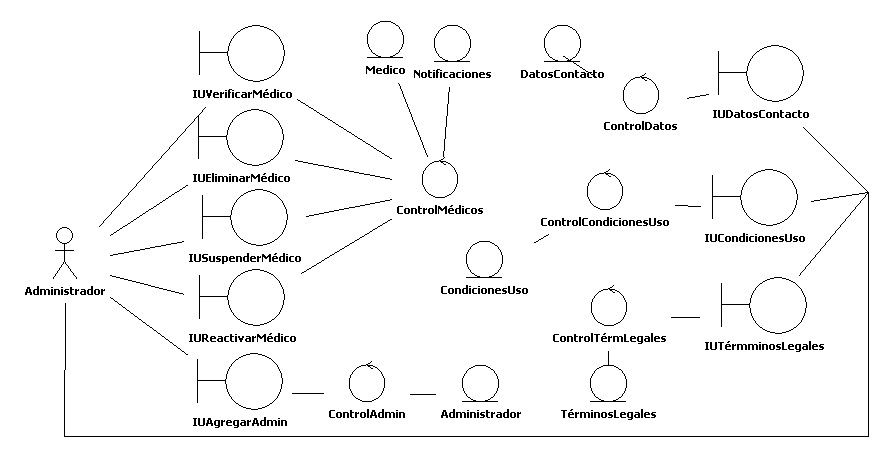 Medico
Notificaciones
DatosContacto
IUVerificarMédico
IUDatosContacto
ControlDatos
IUEliminarMédico
ControlMédicos
ControlCondicionesUso
IUCondicionesUso
IUSuspenderMédico
Administrador
CondicionesUso
IUReactivarMédico
ControlTérmLegales
IUTérmminosLegales
IUAgregarAdmin
ControlAdmin
Administrador
TérminosLegales